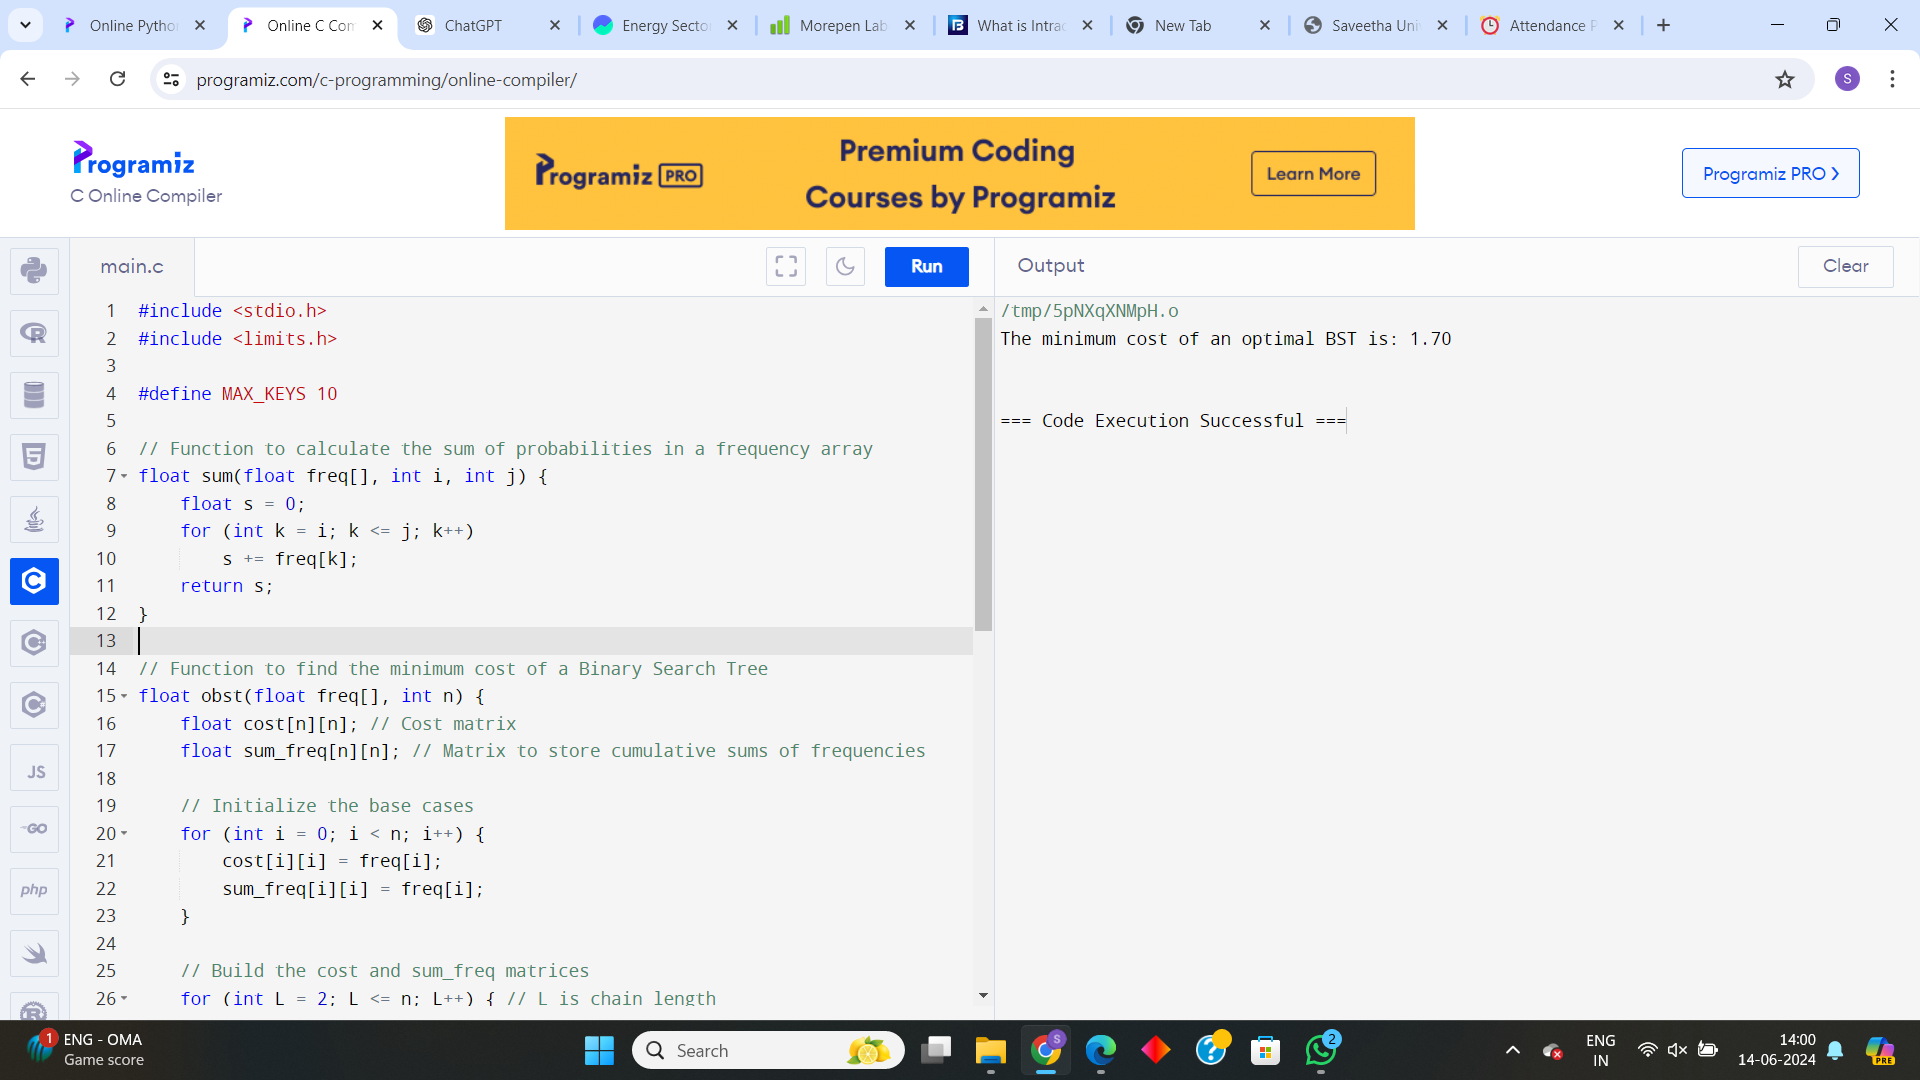 Online Python
Online C Com
ChatGPT
Energy Secto
Morepen Lab
What is Intrac
New Tab
Saveetha Uni
Attendance P
programiz.com/c-programming/online-compiler/
S
Programiz
C Online Compiler
Programiz PRO
Premium Coding
Courses by Programiz
Learn More
Programiz PRO
main.c
Run
Output
Clear
1 #include <stdio.h>
2 #include <limits.h>
3
4 #define MAX_KEYS 10
5
6 // Function to calculate the sum of probabilities in a frequency array
7 float sum(float freq[], int i, int j) {
8 float s = 0;
9 for (int k = i; k <= j; k++)
10 s += freq[k];
11 return s;
12 }
13
14 // Function to find the minimum cost of a Binary Search Tree
15 float obst(float freq[], int n) {
16 float cost[n][n]; // Cost matrix
17 float sum_freq[n][n]; // Matrix to store cumulative sums of frequencies
18
19 // Initialize the base cases
20 for (int i = 0; i < n; i++) {
21 cost[i][i] = freq[i];
22 sum_freq[i][i] = freq[i];
23 }
24
25 // Build the cost and sum_freq matrices
26 for (int L = 2; L <= n; L++) { // L is chain length
/tmp/5pNXqXNMpH.o
The minimum cost of an optimal BST is: 1.70
=== Code Execution Successful ===
JS
GO
php
1
ENG - OMA
Game score
Search
S
2
ENG
IN
14:00
14-06-2024
PRE